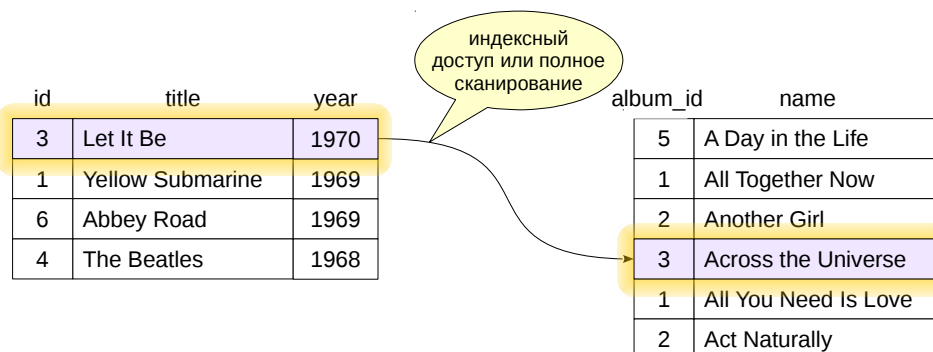 индексный
доступ или полное
сканирование
id title year
3 Let It Be 1970
1 Yellow Submarine 1969
6 Abbey Road 1969
4 The Beatles 1968
album_id name
5 A Day in the Life
1 All Together Now
2 Another Girl
3 Across the Universe
1 All You Need Is Love
2 Act Naturally